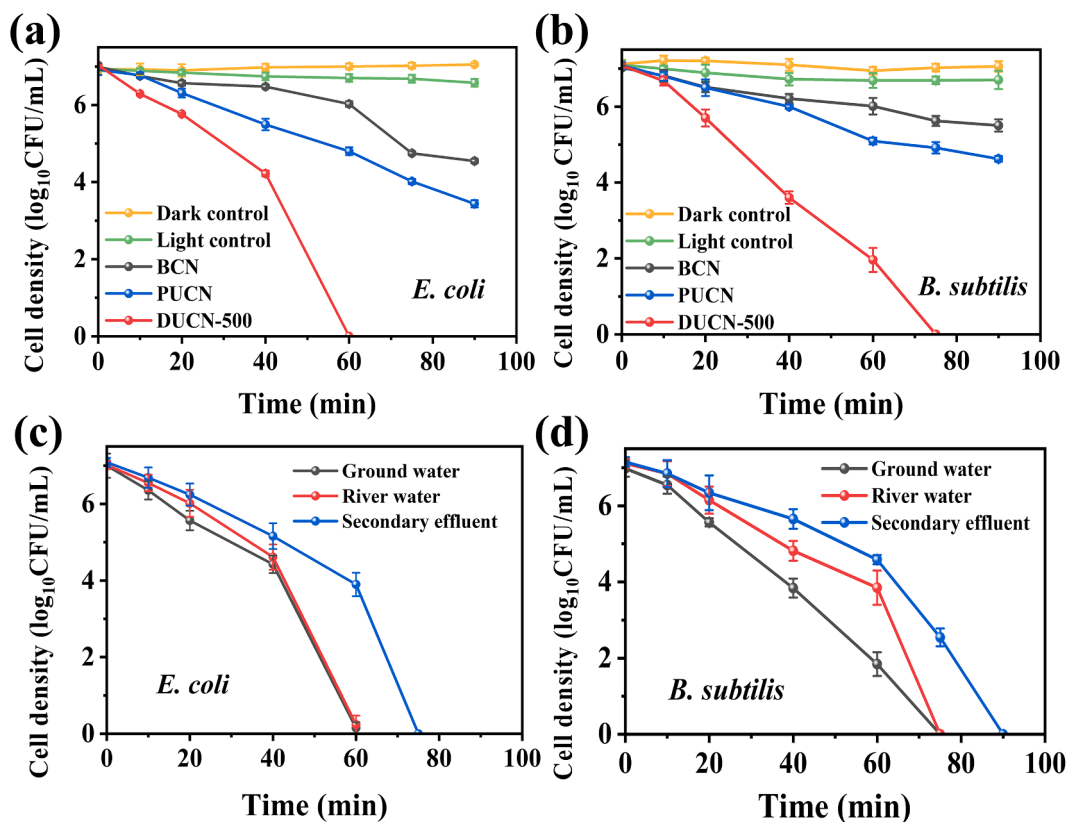 (a)
Cell density (log10CFU/mL)
6
4
2
0
Dark control
Light control
BCN
PUCN
DUCN-500
E. coli
0 20 40 60 80 100
Time (min)
(b)
Cell density (log10CFU/mL)
6
4
2
0
Dark control
Light control
BCN
PUCN
DUCN-500
B. subtilis
0 20 40 60 80 100
Time (min)
(c)
Cell density (log10CFU/mL)
6
4
2
0
Ground water
River water
Secondary effluent
E. coli
0 20 40 60 80 100
Time (min)
(d)
Cell density (log10CFU/mL)
6
4
2
0
Ground water
River water
Secondary effluent
B. subtilis
0 20 40 60 80 100
Time (min)